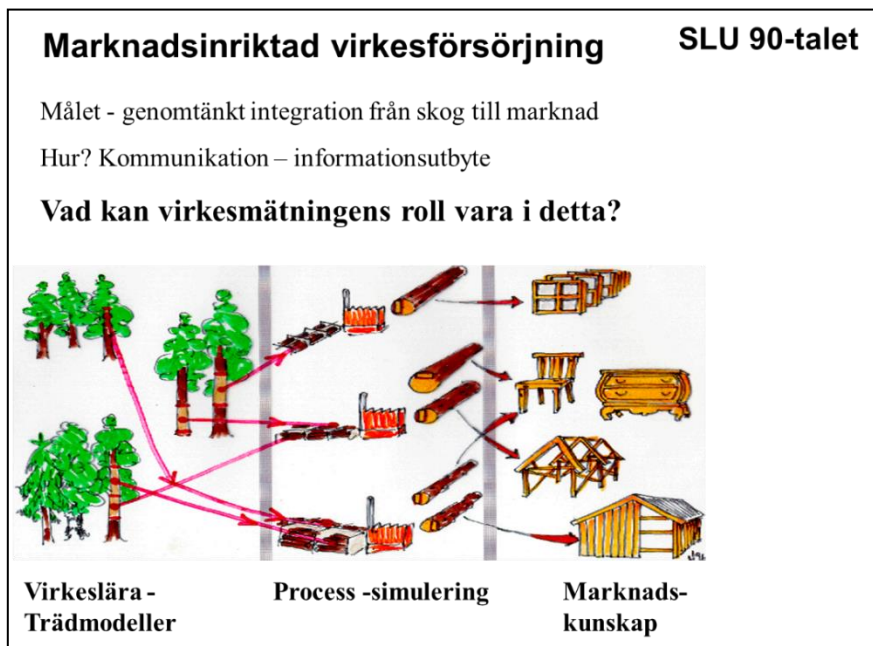 Marknadsinriktad virkesförsörjning
SLU 90-talet
Målet - genomtänkt integration från skog till marknad
Hur? Kommunikation – informationsutbyte
Vad kan virkesmätningens roll vara i detta?
Virkeslära -
Trädmodeller
Process -simulering
Marknads-
kunskap